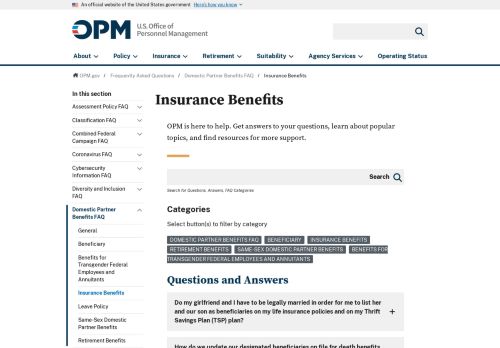 An official website of the United States government Here's how you know
OPM U.S. Office of
Personnel Management
About Policy Insurance Retirement Suitability Agency Services Operating Status
OPM.gov / Frequently Asked Questions / Domestic Partner Benefits FAQ / Insurance Benefits
In this section
Assessment Policy FAQ
Classification FAQ
Combined Federal
Campaign FAQ
Coronavirus FAQ
Cybersecurity
Information FAQ
Diversity and Inclusion
FAQ
Domestic Partner
Benefits FAQ
General
Beneficiary
Benefits for
Transgender Federal
Employees and
Annuitants
Insurance Benefits
Leave Policy
Same-Sex Domestic
Partner Benefits
Retirement Benefits
Insurance Benefits
OPM is here to help. Get answers to your questions, learn about popular
topics, and find resources for more support.
Search
Search for Questions, Answers, FAQ Categories
Categories
Select button(s) to filter by category
DOMESTIC PARTNER BENEFITS FAQ BENEFICIARY INSURANCE BENEFITS
RETIREMENT BENEFITS SAME-SEX DOMESTIC PARTNER BENEFITS BENEFITS FOR
TRANSGENDER FEDERAL EMPLOYEES AND ANNUITANTS
Questions and Answers
Do my girlfriend and I have to be legally married in order for me to list her
and our son as beneficiaries on my life insurance policies and on my Thrift
Savings Plan (TSP) plan?
How do we update our designated beneficiaries on file for death benefits